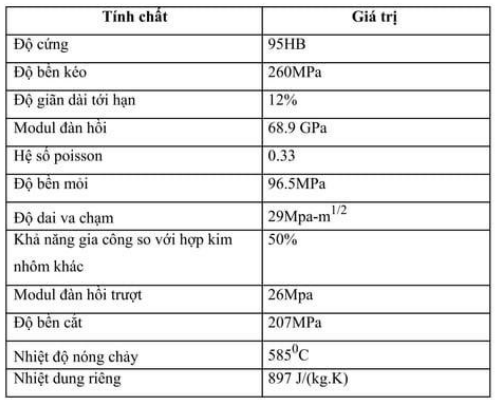 Tính chất Giá trị
Độ cứng 95HB
Độ bền kéo 260MPa
Độ giãn dài tới hạn 12%
Modul đàn hồi 68.9 GPa
Hệ số poisson 0.33
Độ bền mỏi 96.5MPa
Độ dai va chạm 29Mpa-m^1/2
Khả năng gia công so với hợp kim 50%
nhôm khác
Modul đàn hồi trượt 26Mpa
Độ bền cắt 207MPa
Nhiệt độ nóng chảy 585⁰C
Nhiệt dung riêng 897 J/(kg.K)